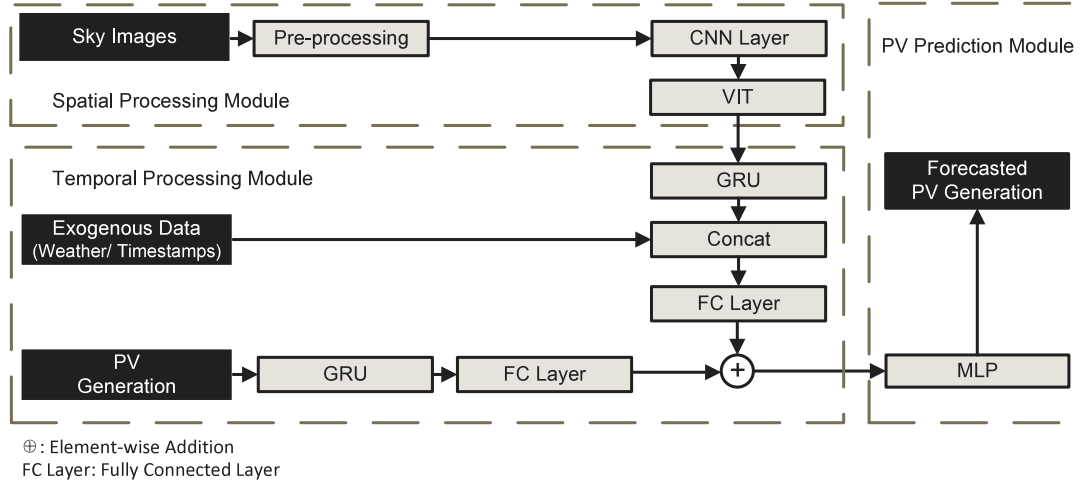 Sky Images
Pre-processing
CNN Layer
PV Prediction Module
Spatial Processing Module
VIT
Temporal Processing Module
GRU
Forecasted
PV Generation
Exogenous Data
(Weather/ Timestamps)
Concat
FC Layer
PV
Generation
GRU
FC Layer
+
MLP
⊕: Element-wise Addition
FC Layer: Fully Connected Layer